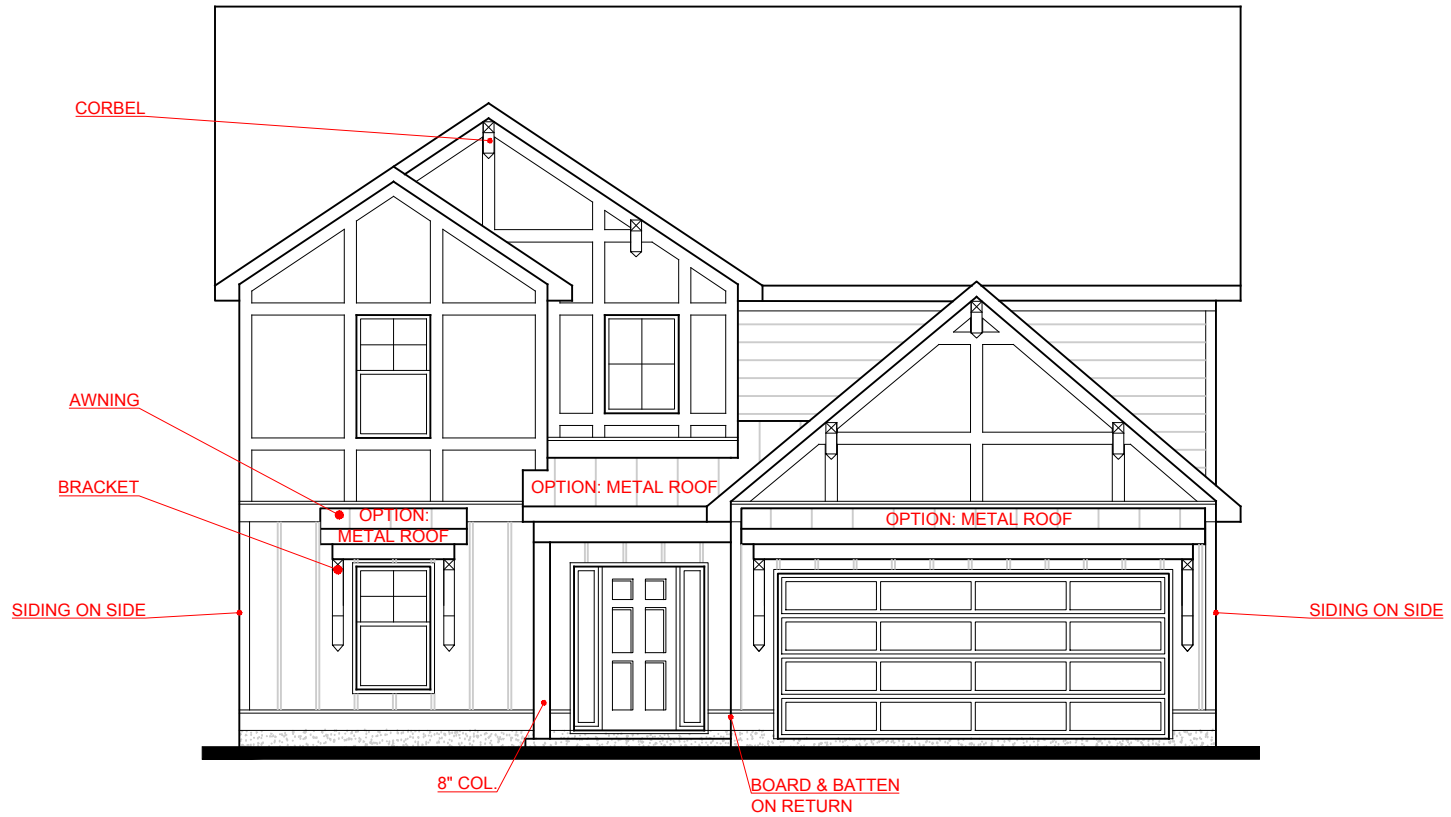 CORBEL
AWNING
BRACKET
OPTION: METAL ROOF
OPTION:
METAL ROOF
OPTION: METAL ROOF
SIDING ON SIDE
SIDING ON SIDE
8" COL.
BOARD & BATTEN
ON RETURN